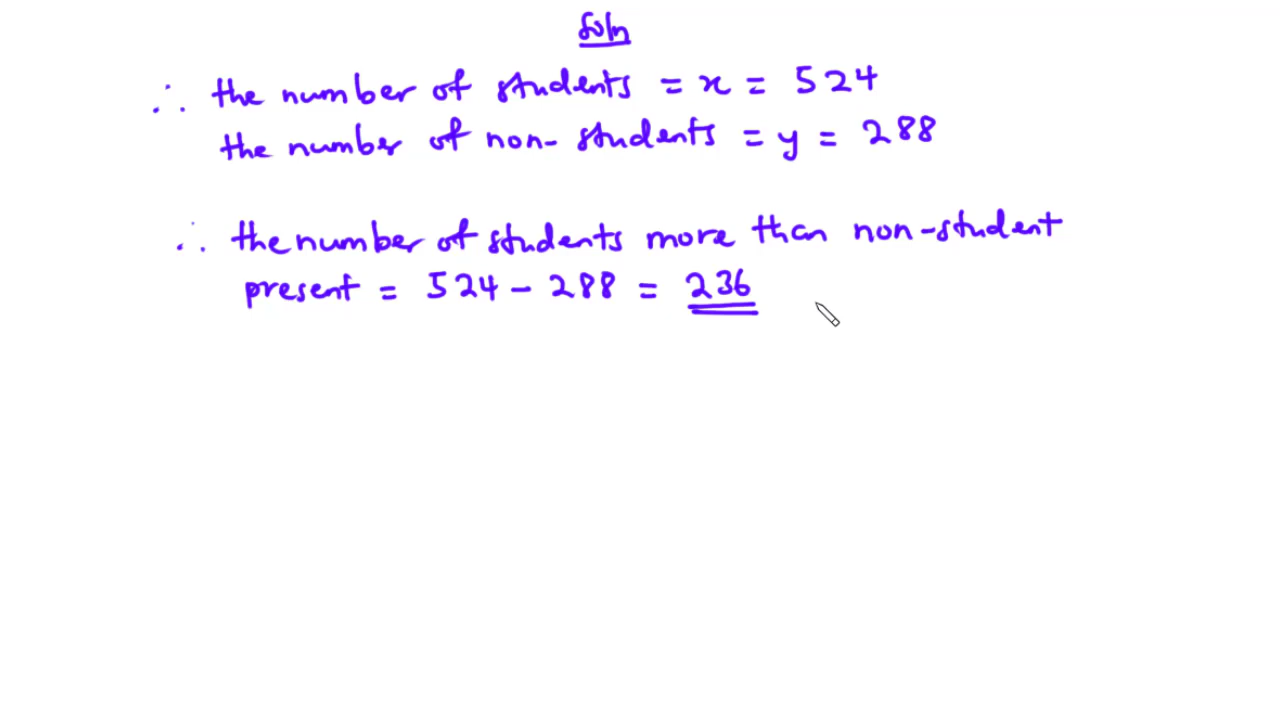 Soln
∴ the number of students = x = 524
the number of non-students = y = 288
∴ the number of students more than non-student
present = 524 - 288 = 236